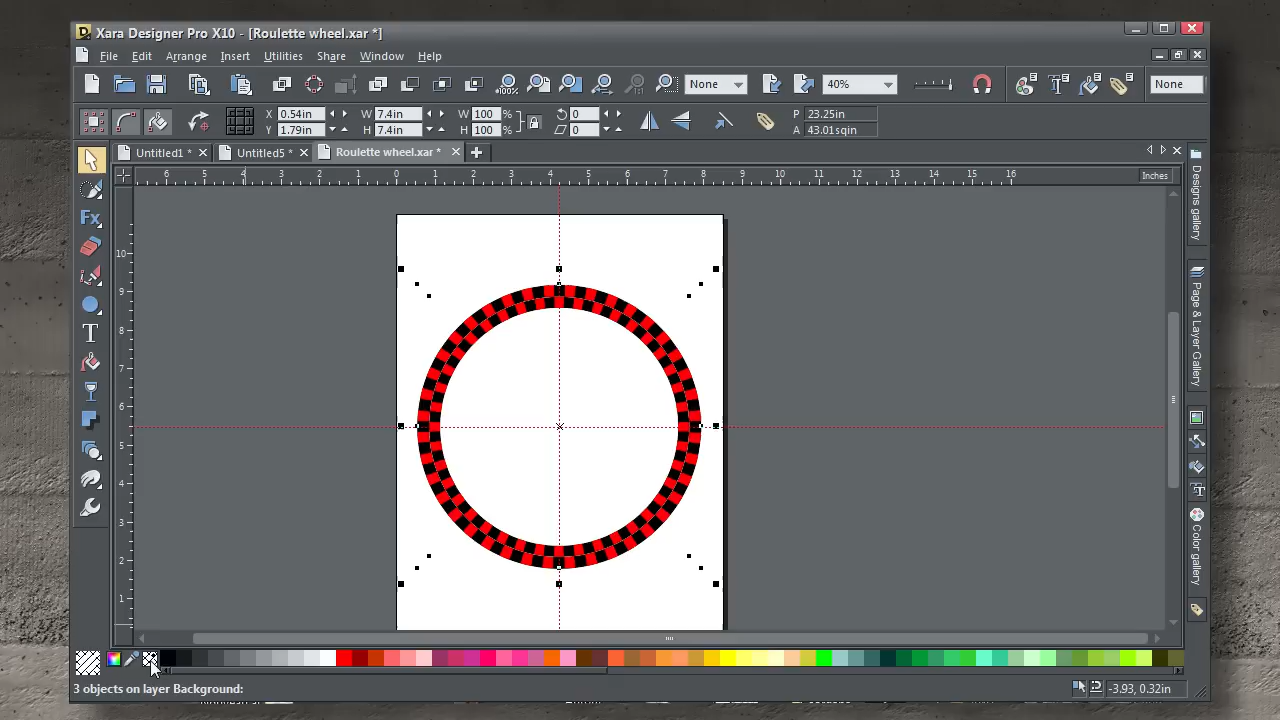 Xara Designer Pro X10 - [Roulette wheel.xar *]
File Edit Arrange Insert Utilities Share Window Help
100% None 40% None
X 0.54in W 7.4in W 100 % 0 P 23.25in
Y 1.79in H 7.4in H 100 % 0 A 43.01sqin
Untitled1 * Untitled5 * Roulette wheel.xar *
6 5 4 3 2 1 0 1 2 3 4 5 6 7 8 9 10 11 12 13 14 15 16 Inches
10
9
8
7
6
5
4
3
2
1
Fx
T
Designs gallery
Page & Layer Gallery
Color gallery
3 objects on layer Background:
-3.93, 0.32in